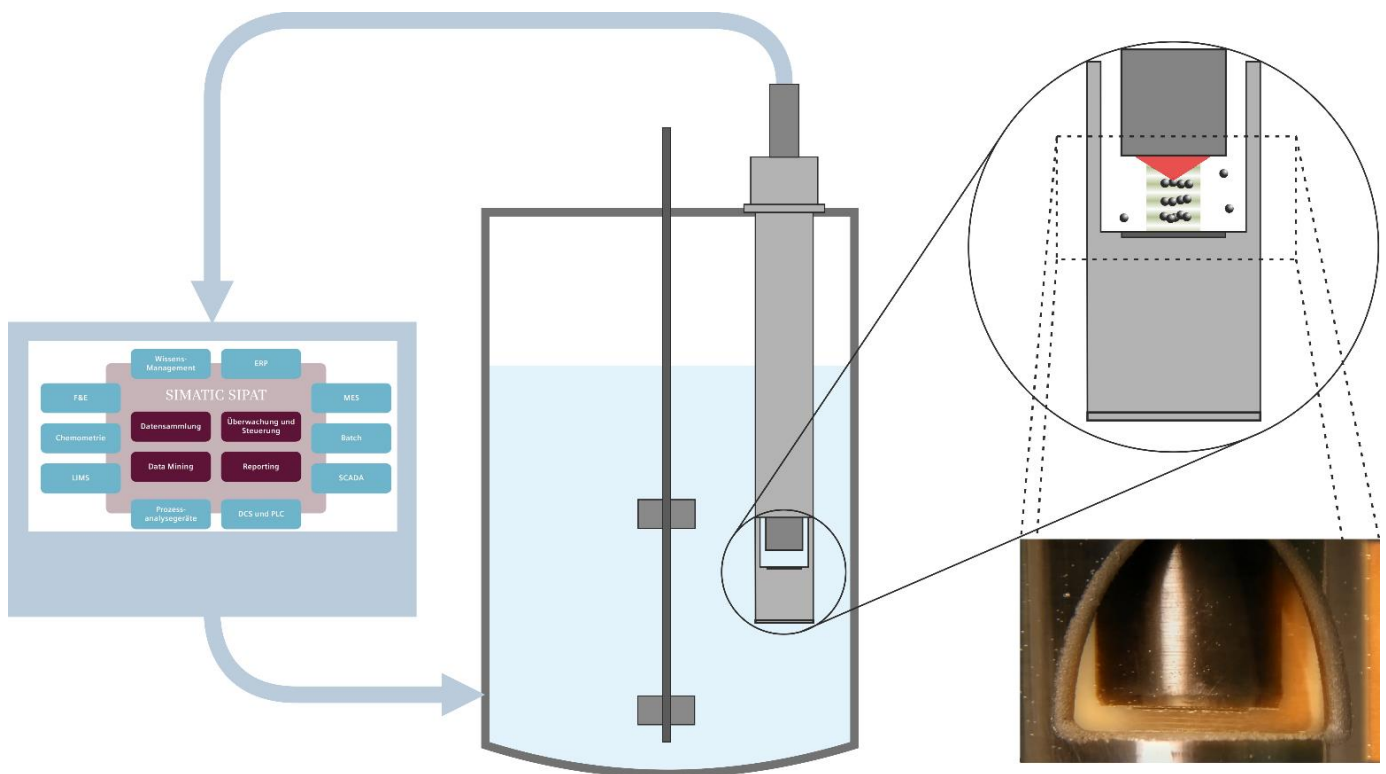 Wissens-
Management
ERP
SIMATIC SIPAT
F&E
MES
Datensammlung
Überwachung und
Steuerung
Chemometrie
Batch
Data Mining
Reporting
LIMS
SCADA
Prozess-
analysegeräte
DCS und PLC